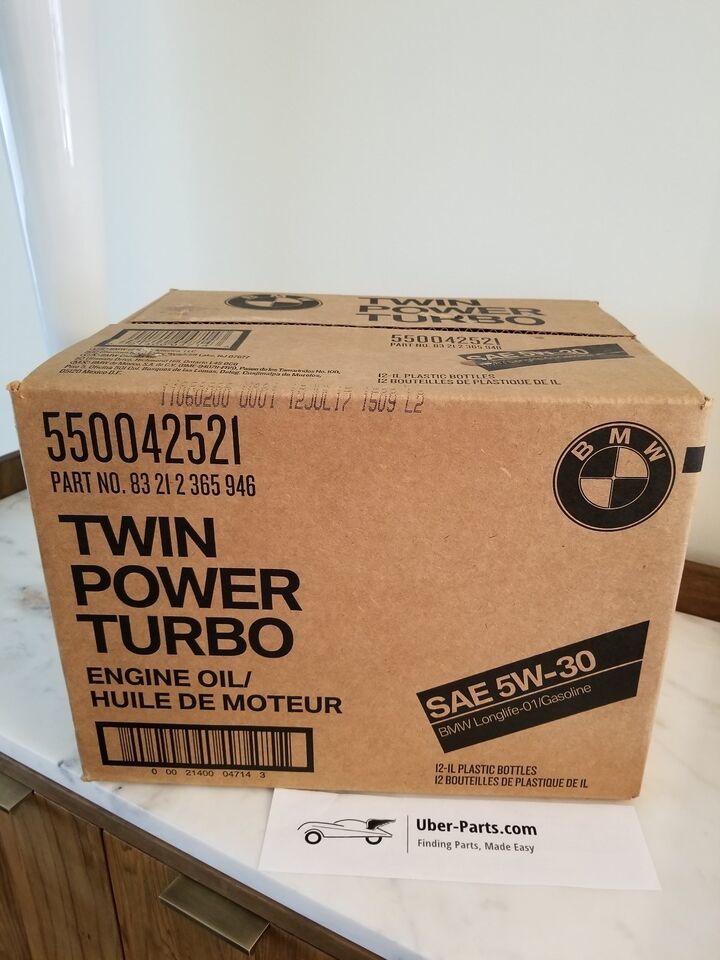 TWIN
POWER
TURBO
550042521
PART NO. 83 21 2 365 946
SAE 5W-30
12-1L PLASTIC BOTTLES
12 BOUTEILLES DE PLASTIQUE DE 1L
11060200 0001 12JUL17 1509 L2
550042521
PART NO. 83 21 2 365 946
BMW
TWIN
POWER
TURBO
ENGINE OIL/
HUILE DE MOTEUR
SAE 5W-30
BMW Longlife-01/Gasoline
0 00 21400 04714 3
12-1L PLASTIC BOTTLES
12 BOUTEILLES DE PLASTIQUE DE 1L
Uber-Parts.com
Finding Parts, Made Easy